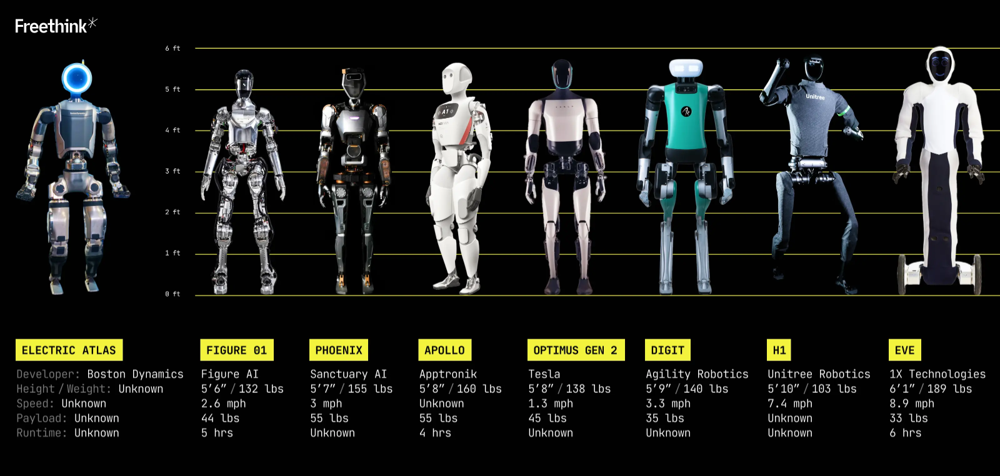 Freethink*
6 ft
5 ft
4 ft
3 ft
2 ft
1 ft
0 ft
A1
TESLA
AR
Unitree
ELECTRIC ATLAS
Developer: Boston Dynamics
Height / Weight: Unknown
Speed: Unknown
Payload: Unknown
Runtime: Unknown
FIGURE 01
Figure AI
5’6” / 132 lbs
2.6 mph
44 lbs
5 hrs
PHOENIX
Sanctuary AI
5’7” / 155 lbs
3 mph
55 lbs
Unknown
APOLLO
Apptronik
5’8” / 160 lbs
Unknown
55 lbs
4 hrs
OPTIMUS GEN 2
Tesla
5’8” / 138 lbs
1.3 mph
45 lbs
Unknown
DIGIT
Agility Robotics
5’9” / 140 lbs
3.3 mph
35 lbs
Unknown
H1
Unitree Robotics
5’10” / 103 lbs
7.4 mph
Unknown
Unknown
EVE
1X Technologies
6’1” / 189 lbs
8.9 mph
33 lbs
6 hrs